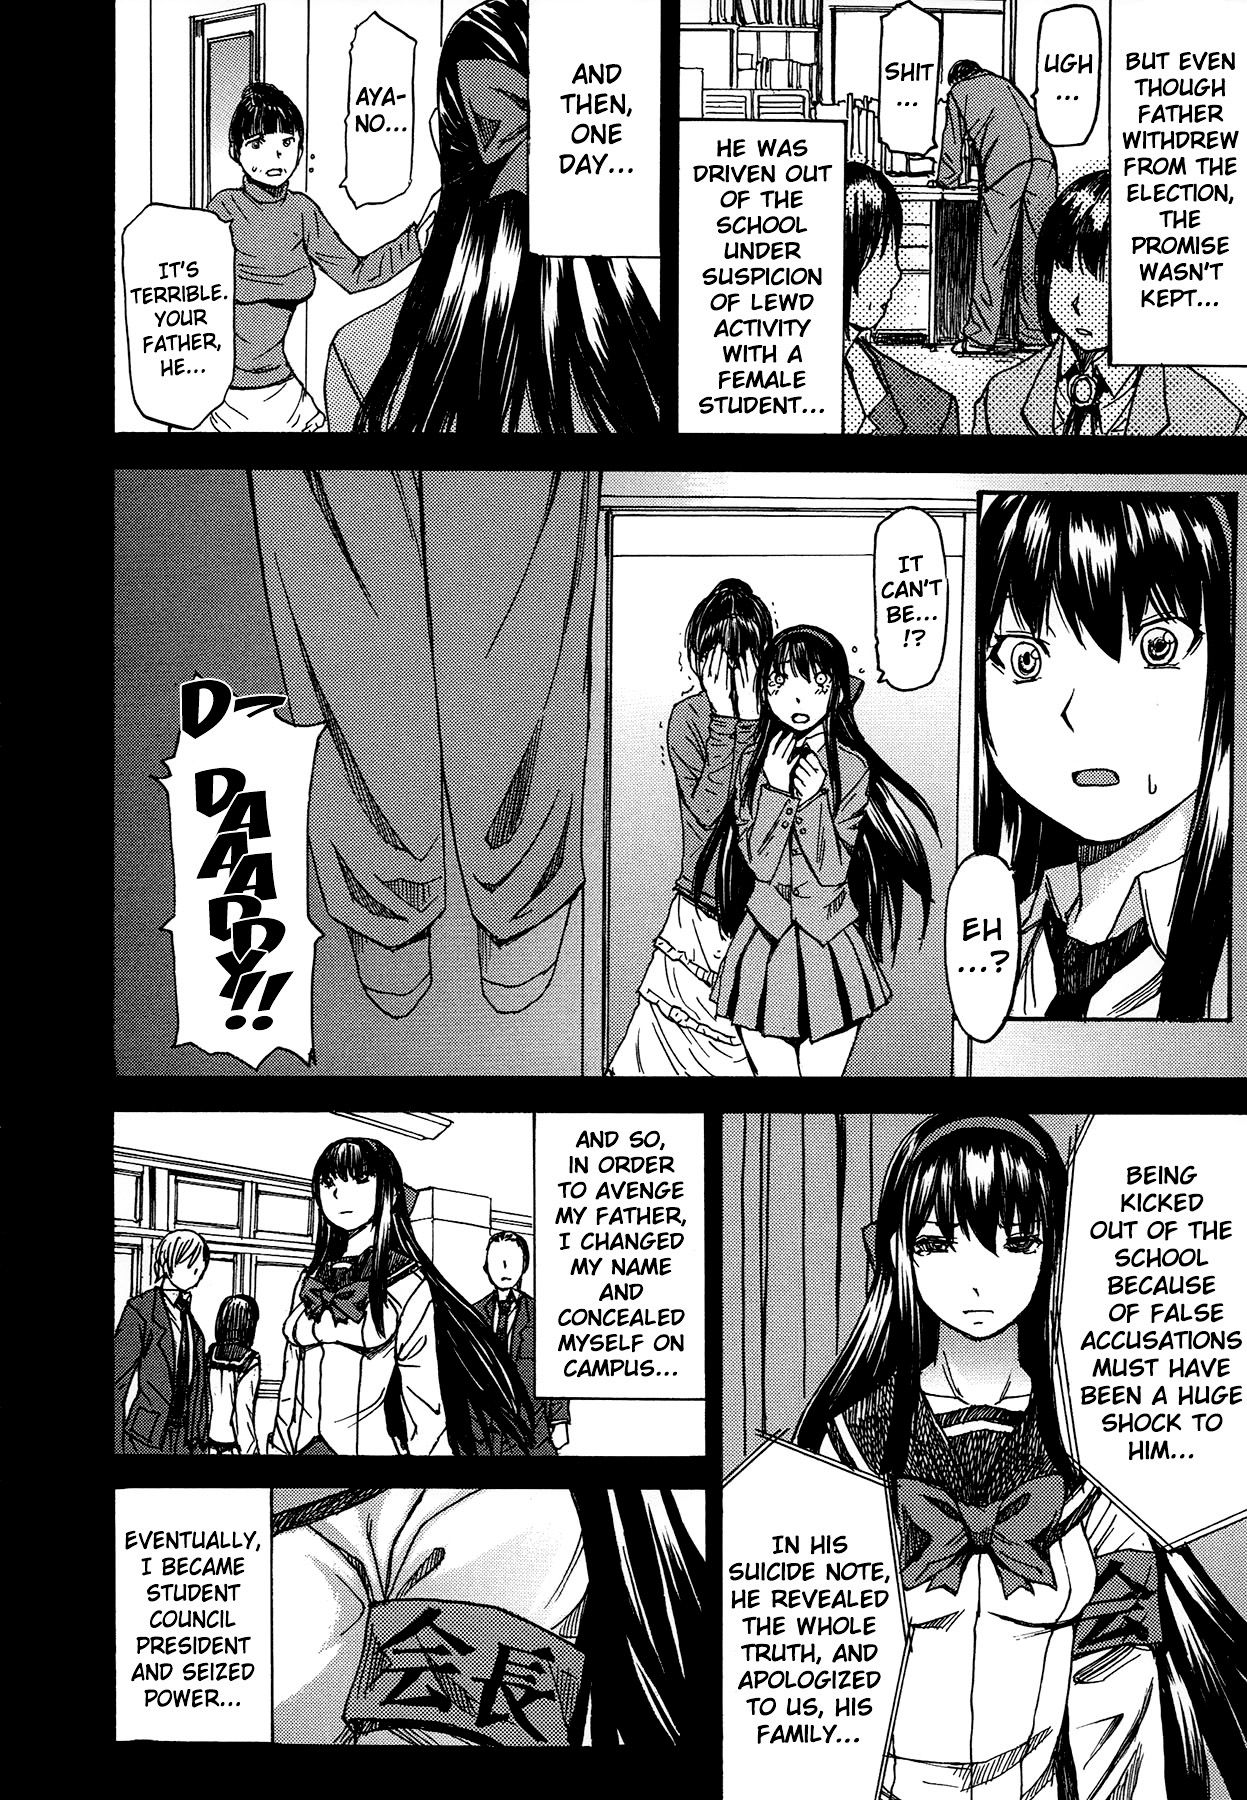 BUT EVEN
THOUGH
FATHER
WITHDREW
FROM THE
ELECTION,
THE
PROMISE
WASN'T
KEPT...
UGH
...
SHIT
...
HE WAS
DRIVEN OUT
OF THE
SCHOOL
UNDER
SUSPICION
OF LEWD
ACTIVITY
WITH A
FEMALE
STUDENT...
AND
THEN,
ONE
DAY...
AYA-
NO...
IT'S
TERRIBLE.
YOUR
FATHER,
HE...
EH
...?
IT
CAN'T
BE...
!?
D-
DAAADDY!!
BEING
KICKED
OUT OF THE
SCHOOL
BECAUSE
OF FALSE
ACCUSATIONS
MUST HAVE
BEEN A HUGE
SHOCK TO
HIM...
IN HIS
SUICIDE NOTE,
HE REVEALED
THE WHOLE
TRUTH, AND
APOLOGIZED
TO US, HIS
FAMILY...
会
AND SO,
IN ORDER
TO AVENGE
MY FATHER,
I CHANGED
MY NAME
AND
CONCEALED
MYSELF ON
CAMPUS...
EVENTUALLY,
I BECAME
STUDENT
COUNCIL
PRESIDENT
AND SEIZED
POWER...
会長